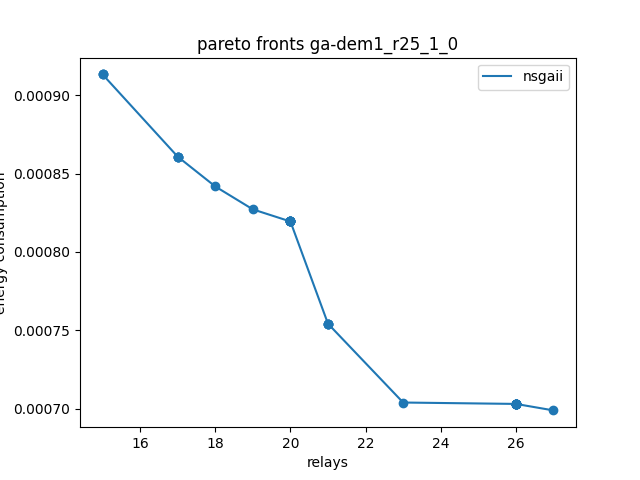 pareto fronts ga-dem1_r25_1_0
nsgaii
0.00090
0.00085
0.00080
0.00075
0.00070
energy consumption
16
18
20
22
24
26
relays